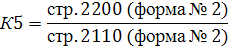 К5 = стр. 2200 (форма № 2)
стр. 2110 (форма № 2)